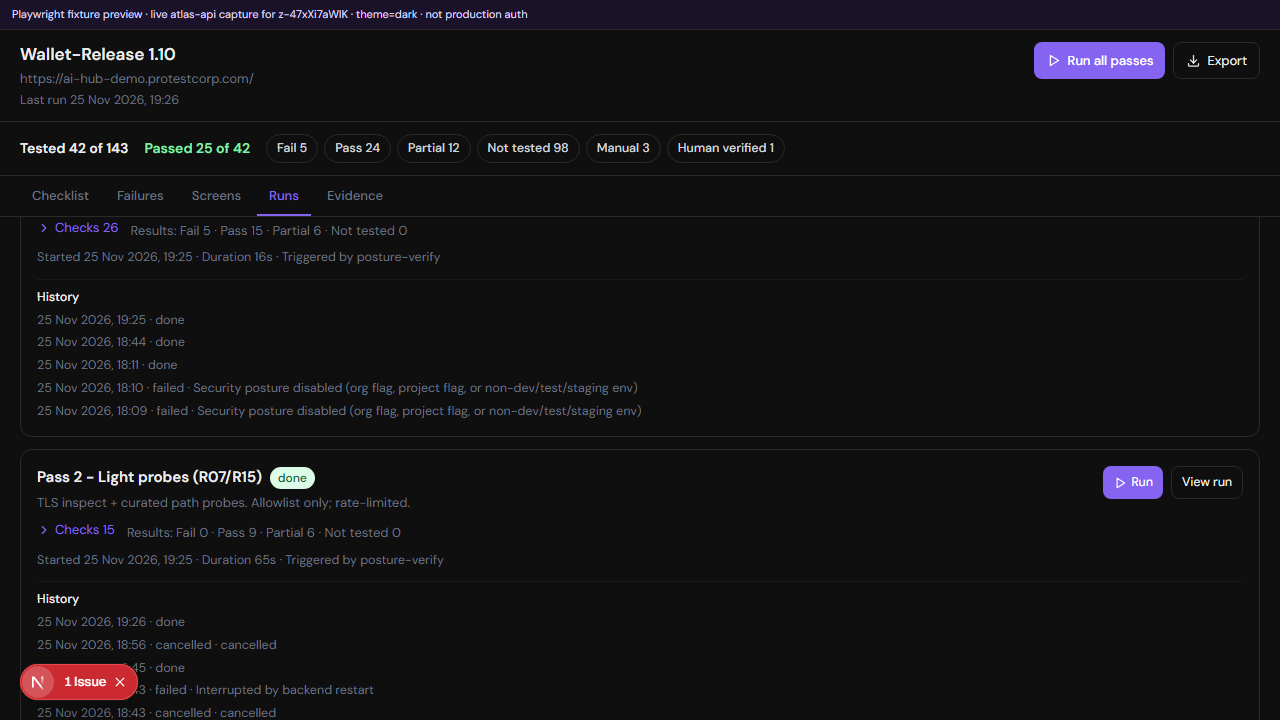 Playwright fixture preview · live atlas-api capture for z-47xXi7aWlK · theme=dark · not production auth
Wallet-Release 1.10
https://ai-hub-demo.protestcorp.com/
Last run 25 Nov 2026, 19:26
Run all passes
Export
Tested 42 of 143
Passed 25 of 42
Fail 5
Pass 24
Partial 12
Not tested 98
Manual 3
Human verified 1
Checklist
Failures
Screens
Runs
Evidence
Checks 26
Results: Fail 5 · Pass 15 · Partial 6 · Not tested 0
Started 25 Nov 2026, 19:25 · Duration 16s · Triggered by posture-verify
History
25 Nov 2026, 19:25 · done
25 Nov 2026, 18:44 · done
25 Nov 2026, 18:11 · done
25 Nov 2026, 18:10 · failed · Security posture disabled (org flag, project flag, or non-dev/test/staging env)
25 Nov 2026, 18:09 · failed · Security posture disabled (org flag, project flag, or non-dev/test/staging env)
Pass 2 - Light probes (R07/R15)
done
Run
View run
TLS inspect + curated path probes. Allowlist only; rate-limited.
Checks 15
Results: Fail 0 · Pass 9 · Partial 6 · Not tested 0
Started 25 Nov 2026, 19:25 · Duration 65s · Triggered by posture-verify
History
25 Nov 2026, 19:26 · done
25 Nov 2026, 18:56 · cancelled · cancelled
:45 · done
3 · failed · Interrupted by backend restart
N
1 Issue
25 Nov 2026, 18:43 · cancelled · cancelled